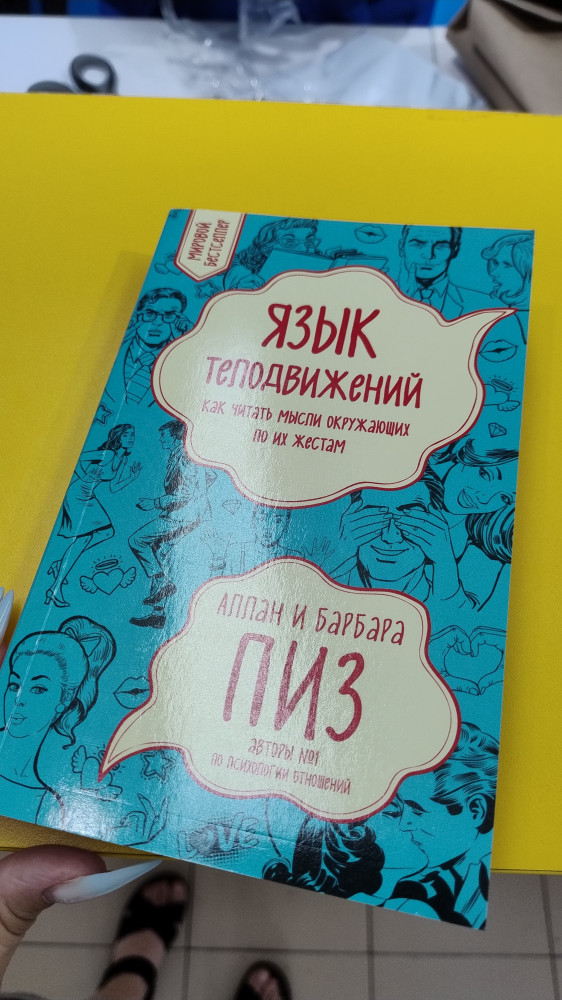 МИРОВОЙ
БЕСТСЕЛЛЕР
ЯЗЫК
ТЕЛОДВИЖЕНИЙ
КАК ЧИТАТЬ МЫСЛИ ОКРУЖАЮЩИХ
ПО ИХ ЖЕСТАМ
АЛЛАН И БАРБАРА
ПИЗ
АВТОРЫ №1
ПО ПСИХОЛОГИИ ОТНОШЕНИЙ
LOVE